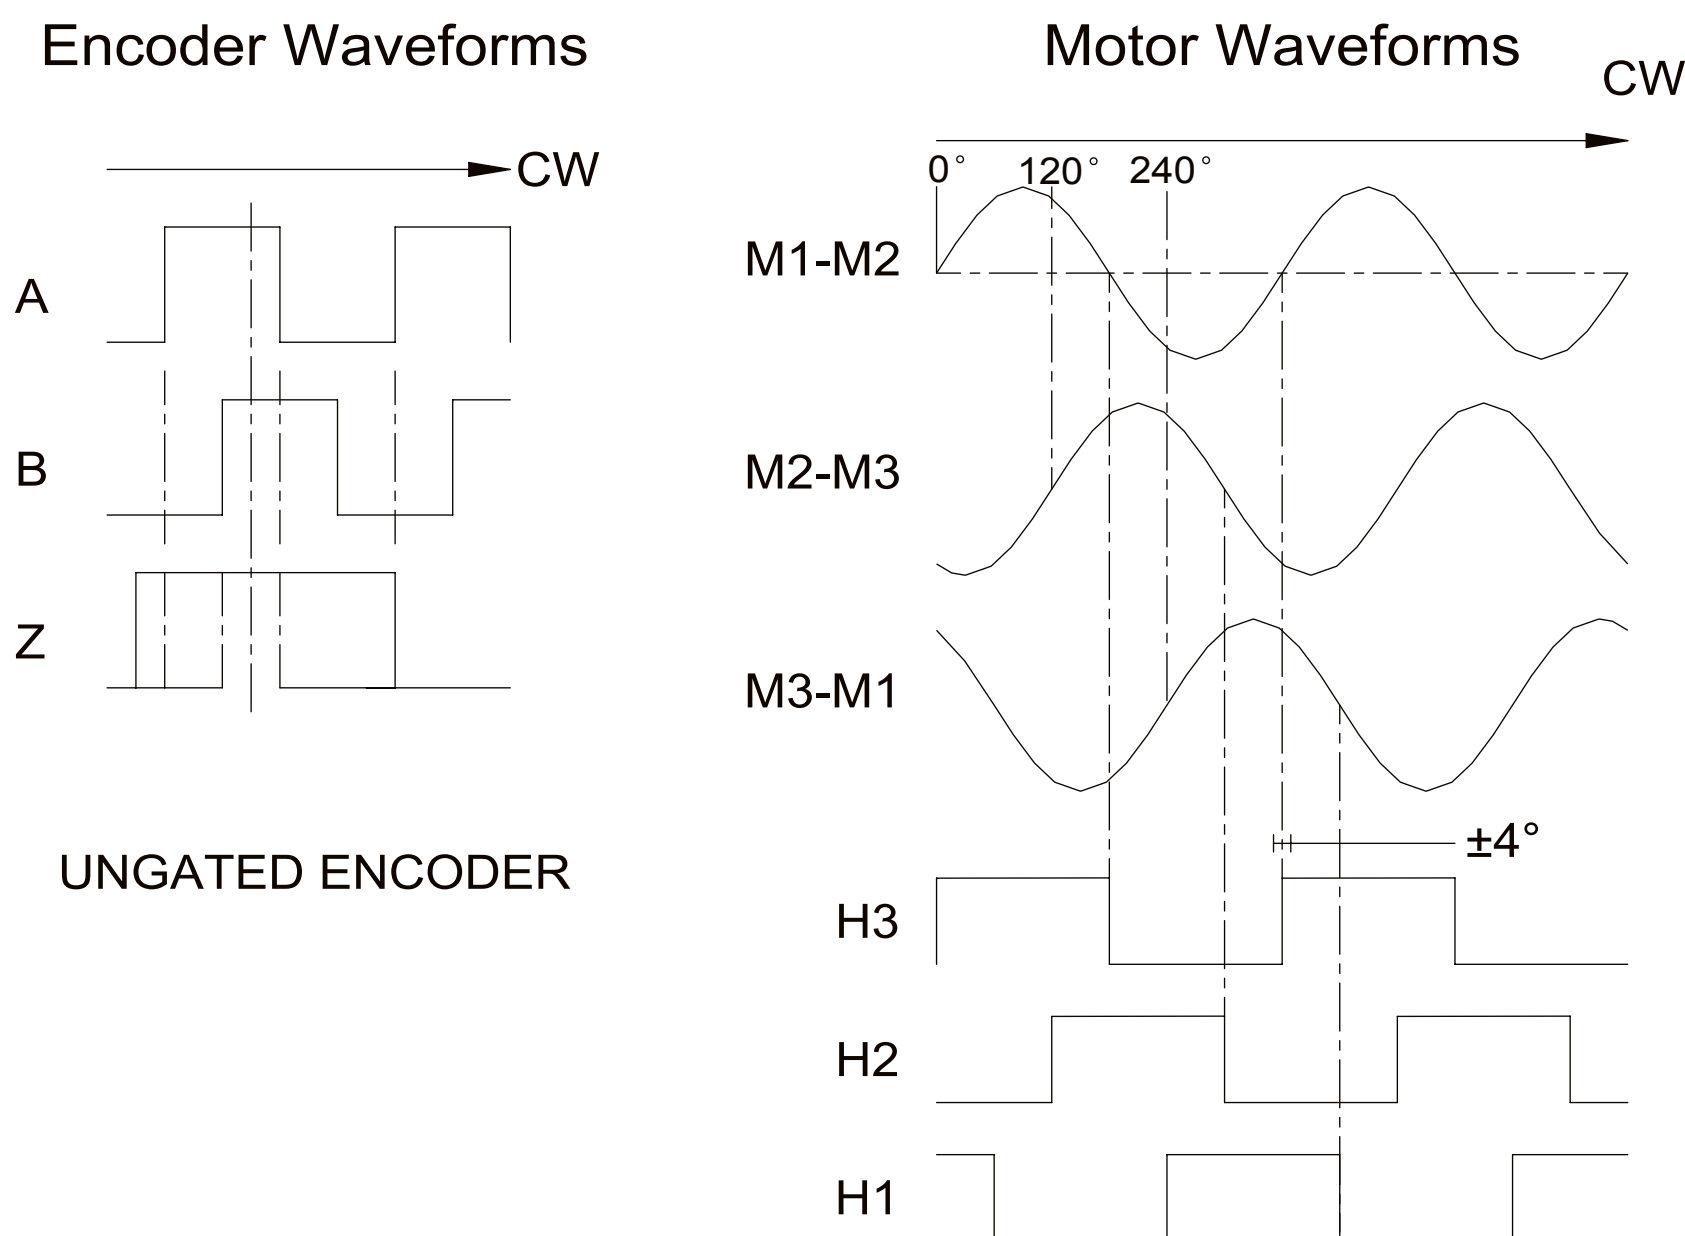 Encoder Waveforms
CW
A
B
Z
UNGATED ENCODER
Motor Waveforms
CW
0° 120° 240°
M1-M2
M2-M3
M3-M1
±4°
H3
H2
H1